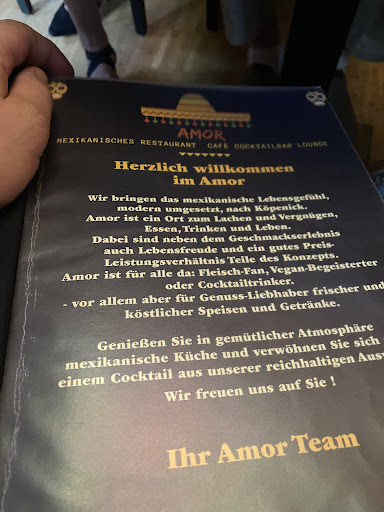 AMOR
MEXIKANISCHES RESTAURANT CAFÉ COCKTAILBAR LOUNGE
Herzlich willkommen
im Amor
Wir bringen das mexikanische Lebensgefühl,
modern umgesetzt, nach Köpenick.
Amor ist ein Ort zum Lachen und Vergnügen,
Essen, Trinken und Leben.
Dabei sind neben dem Geschmackserlebnis
auch Lebensfreude und ein gutes Preis-
Leistungsverhältnis Teile des Konzepts.
Amor ist für alle da: Fleisch-Fan, Vegan-Begeisterter
oder Cocktailtrinker.
- vor allem aber für Genuss-Liebhaber frischer und
köstlicher Speisen und Getränke.
Genießen Sie in gemütlicher Atmosphäre
mexikanische Küche und verwöhnen Sie sich
einem Cocktail aus unserer reichhaltigen
Wir freuen uns auf Sie !
Ihr Amor Team